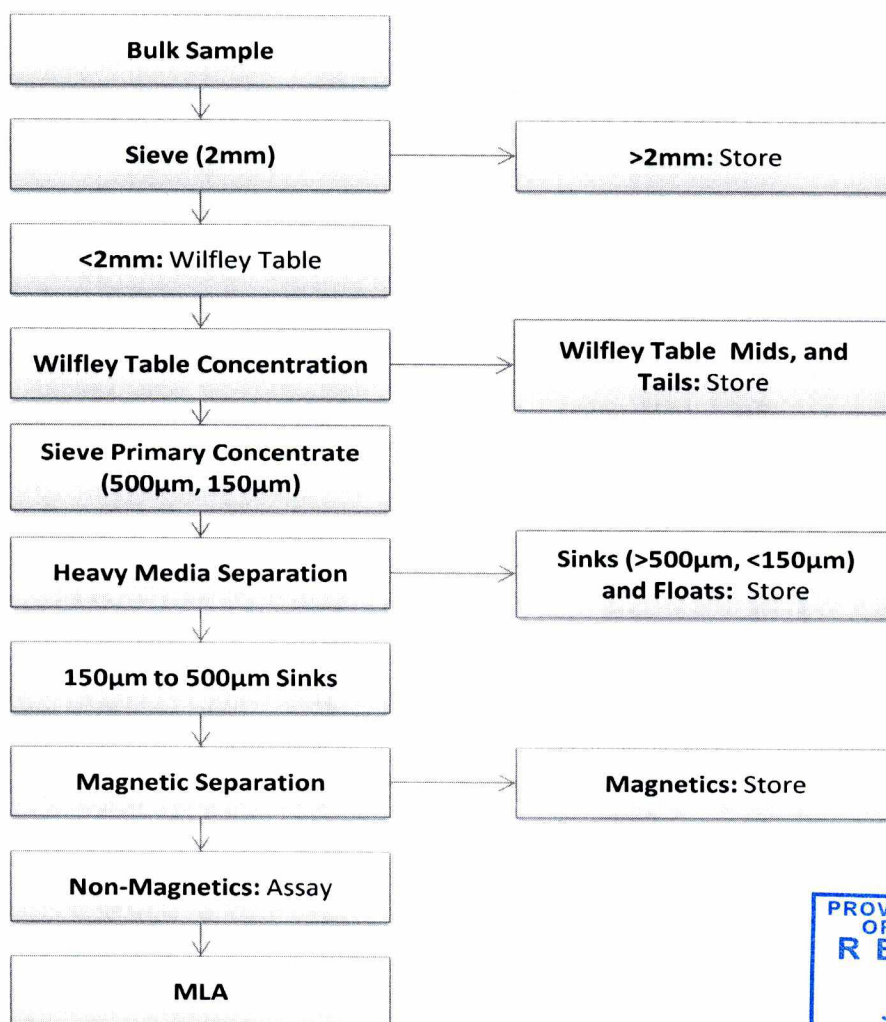 Bulk Sample
Sieve (2mm)
>2mm: Store
<2mm: Wilfley Table
Wilfley Table Concentration
Wilfley Table Mids, and
Tails: Store
Sieve Primary Concentrate
(500µm, 150µm)
Heavy Media Separation
Sinks (>500µm, <150µm)
and Floats: Store
150µm to 500µm Sinks
Magnetic Separation
Magnetics: Store
Non-Magnetics: Assay
MLA